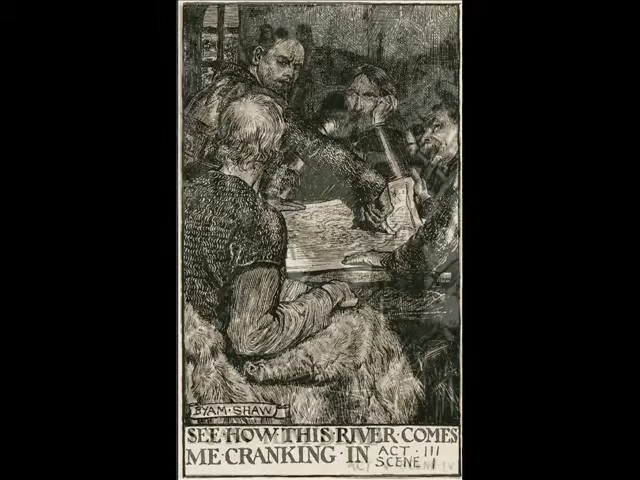 BYAM·SHAW
SEE·HOW·THIS·RIVER·COMES
ME·CRANKING·IN ACT·III
SCENE I